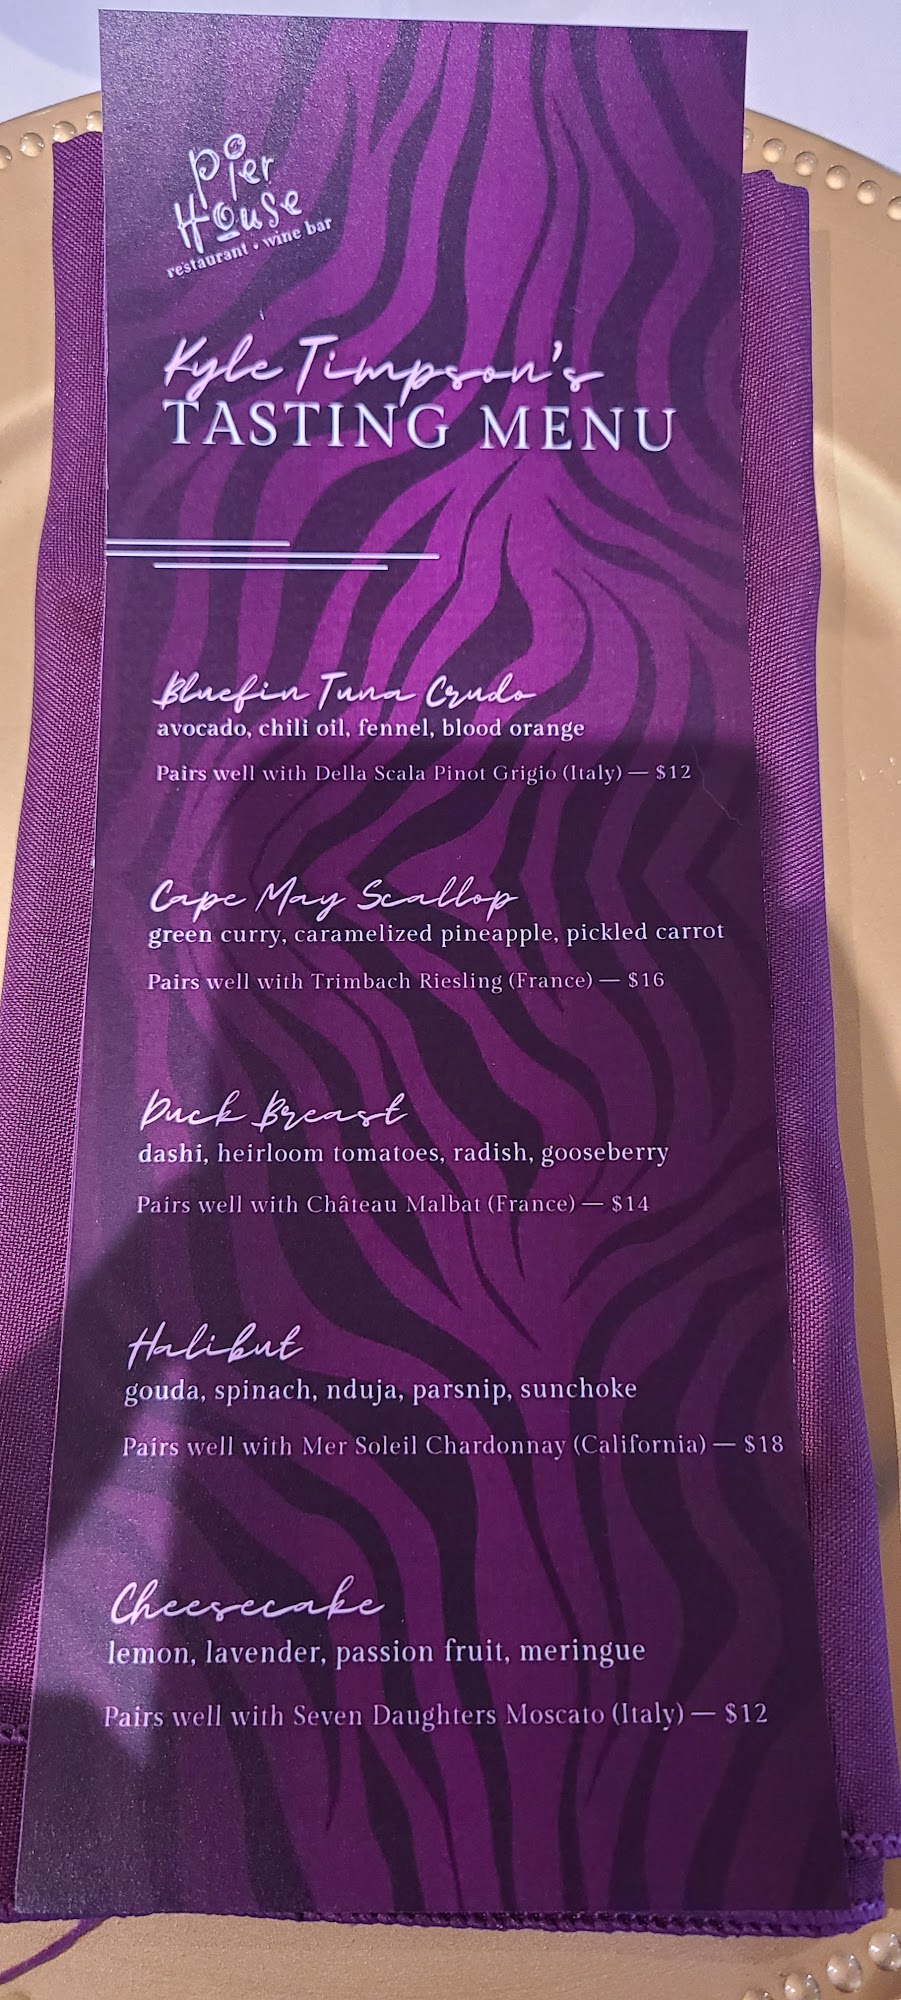 Pier
House
restaurant • wine bar
Kyle Timpson's
TASTING MENU
Bluefin Tuna Crudo
avocado, chili oil, fennel, blood orange
Pairs well with Della Scala Pinot Grigio (Italy) — $12
Cape May Scallop
green curry, caramelized pineapple, pickled carrot
Pairs well with Trimbach Riesling (France) — $16
Duck Breast
dashi, heirloom tomatoes, radish, gooseberry
Pairs well with Château Malbat (France) — $14
Halibut
gouda, spinach, nduja, parsnip, sunchoke
Pairs well with Mer Soleil Chardonnay (California) — $18
Cheesecake
lemon, lavender, passion fruit, meringue
Pairs well with Seven Daughters Moscato (Italy) — $12